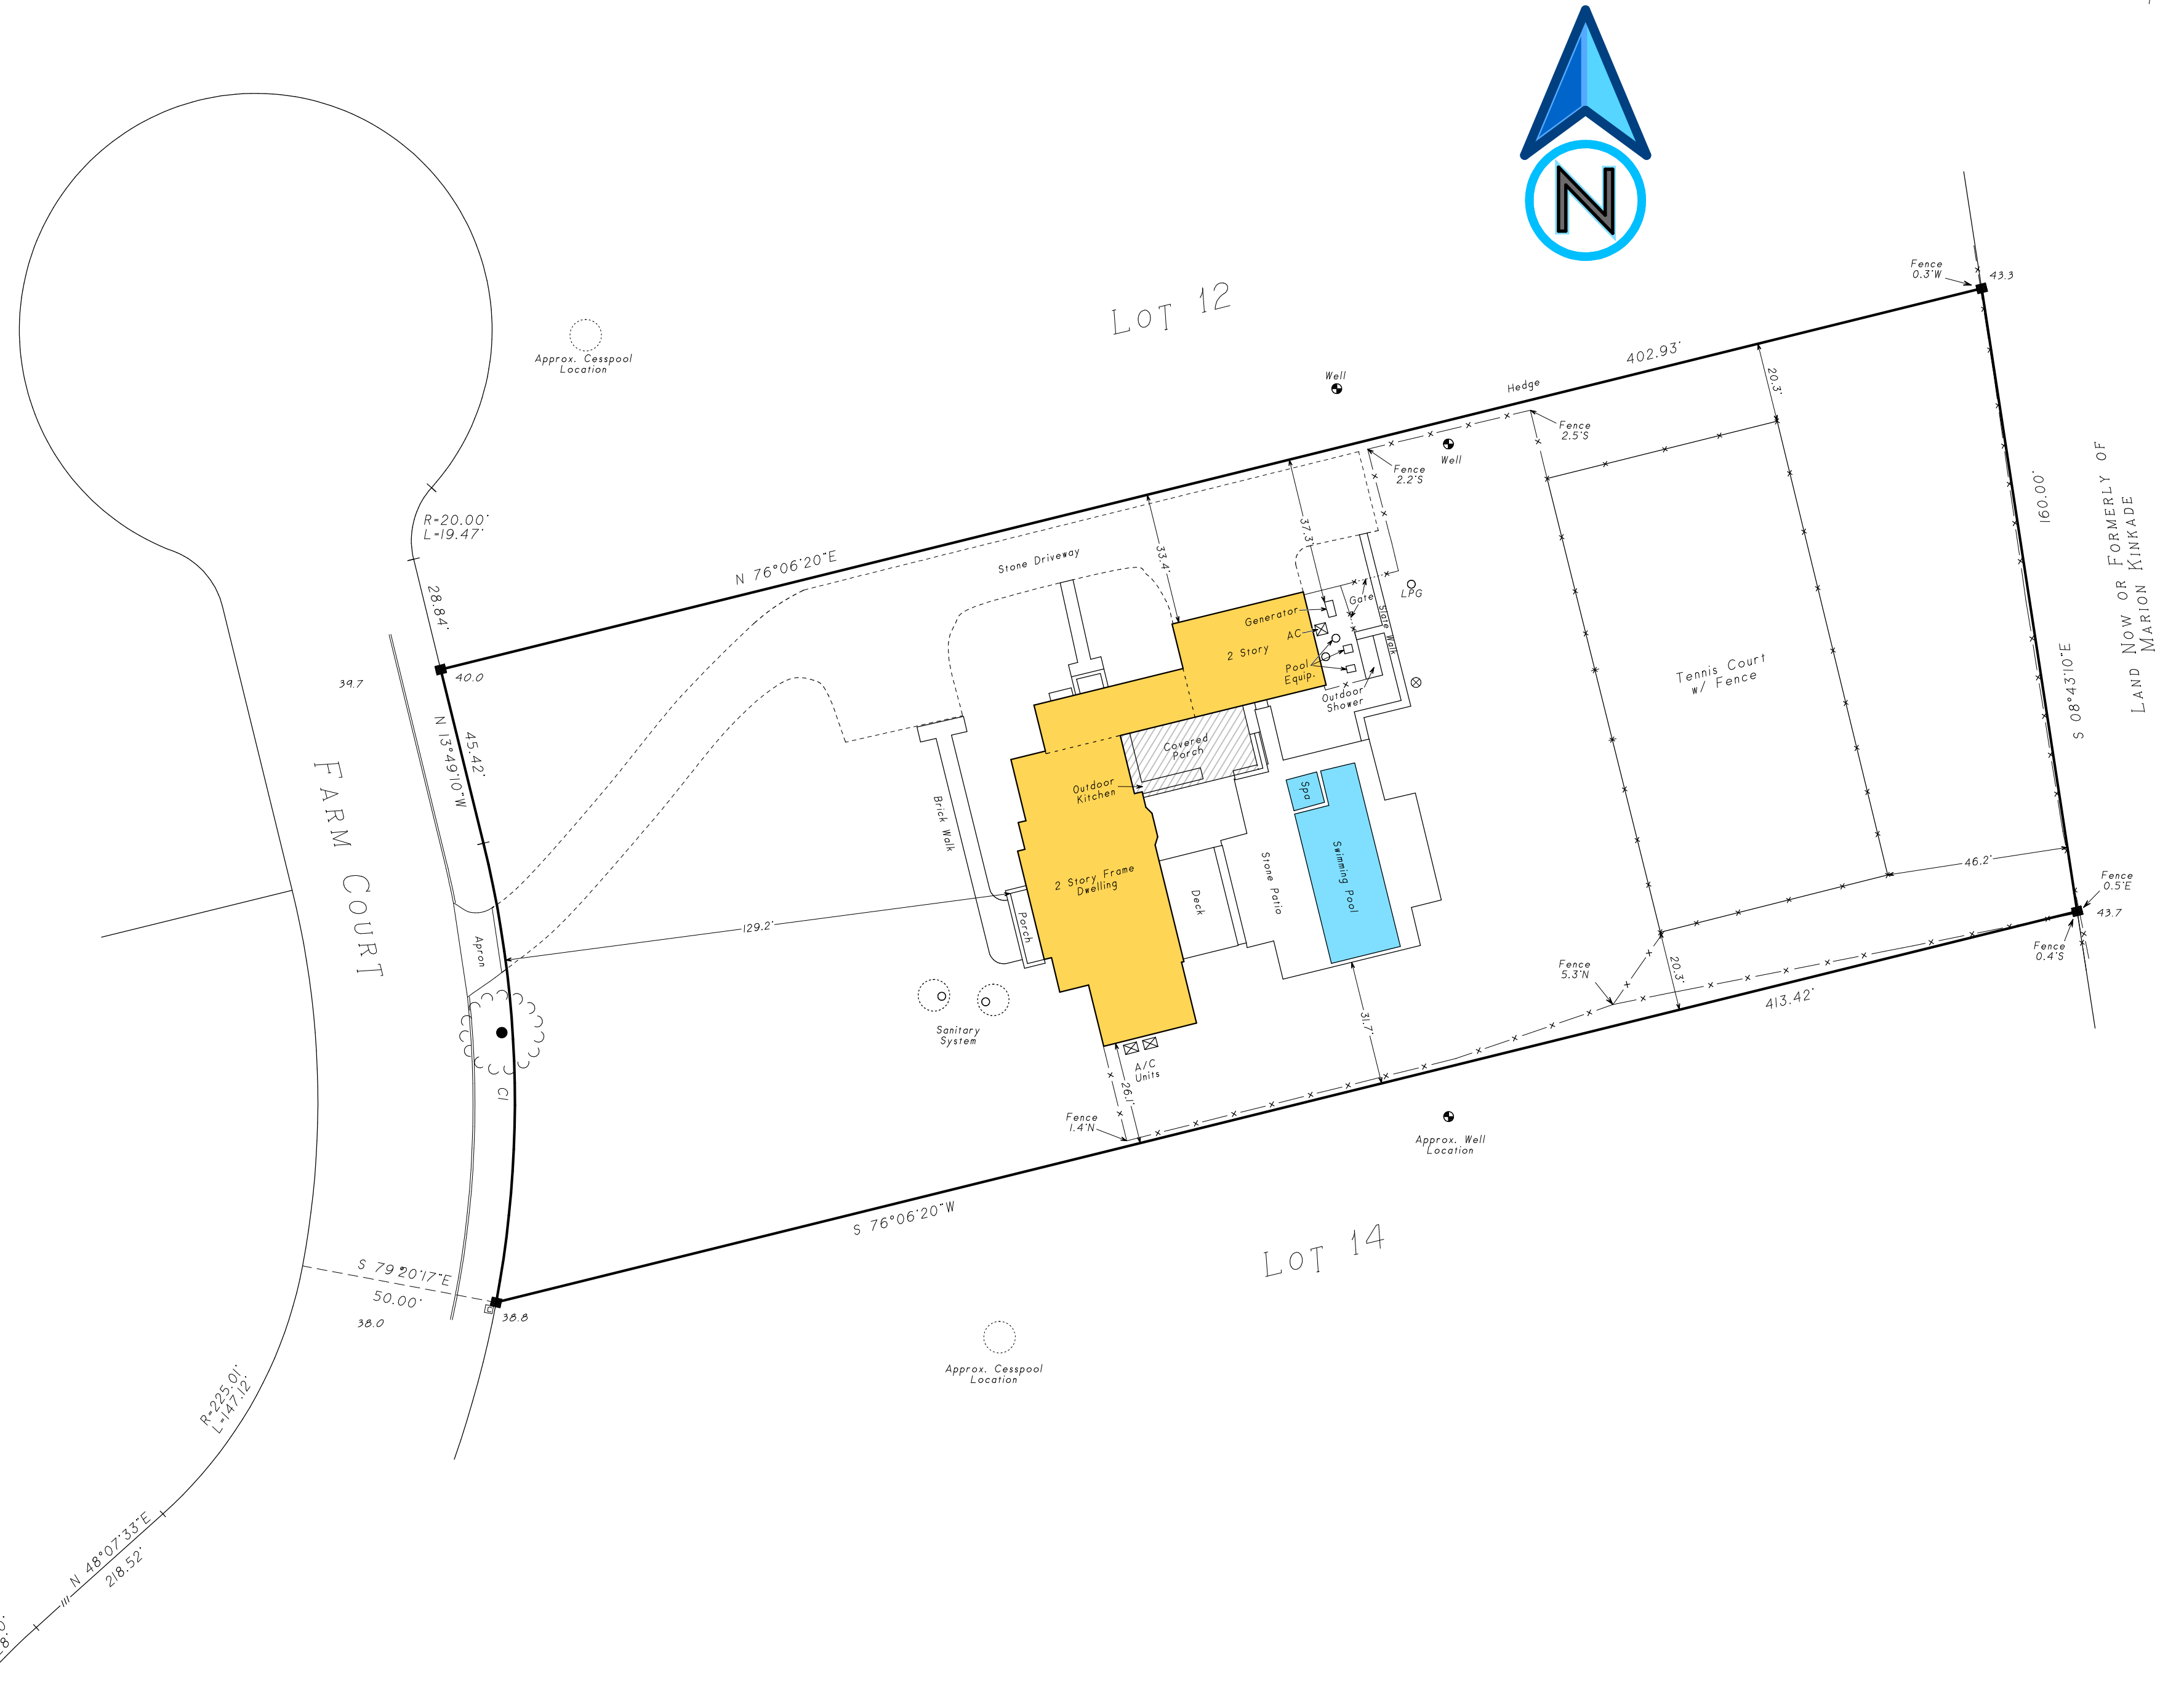 N
LOT 12
Approx. Cesspool
Location
Well
Hedge
402.93'
Fence
0.3'W
43.3
20.3'
Fence
2.5'S
Well
Fence
2.2'S
R=20.00'
L=19.47'
28.84'
N 76°06'20"E
Stone Driveway
33.4'
37.3'
39.7
40.0
N 13°49'10"W
45.42'
FARM COURT
Generator
AC
Gate
Slate Walk
LPG
2 Story
Pool
Equip.
Outdoor
Shower
Covered
Porch
Outdoor
Kitchen
Brick Walk
Spa
Swimming Pool
Stone Patio
Deck
2 Story Frame
Dwelling
Porch
129.2'
Apron
Sanitary
System
A/C
Units
26.1'
31.7'
Fence
1.4'N
Tennis Court
w/ Fence
160.00'
S 08°43'10"E
LAND NOW OR FORMERLY OF
MARION KINKADE
46.2'
Fence
0.5'E
43.7
Fence
0.4'S
Fence
5.3'N
20.3'
413.42'
C1
Approx. Well
Location
S 76°06'20"W
LOT 14
S 79°20'17"E
50.00'
38.0
38.8
Approx. Cesspool
Location
R=225.01'
L=147.12'
N 48°07'33"E
218.52'